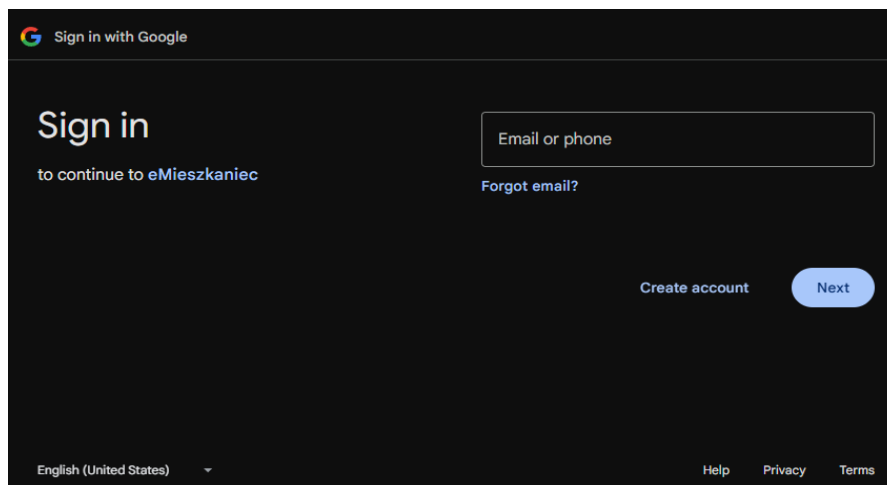 Sign in with Google
Sign in
to continue to eMieszkaniec
Email or phone
Forgot email?
Create account
Next
English (United States)
Help
Privacy
Terms